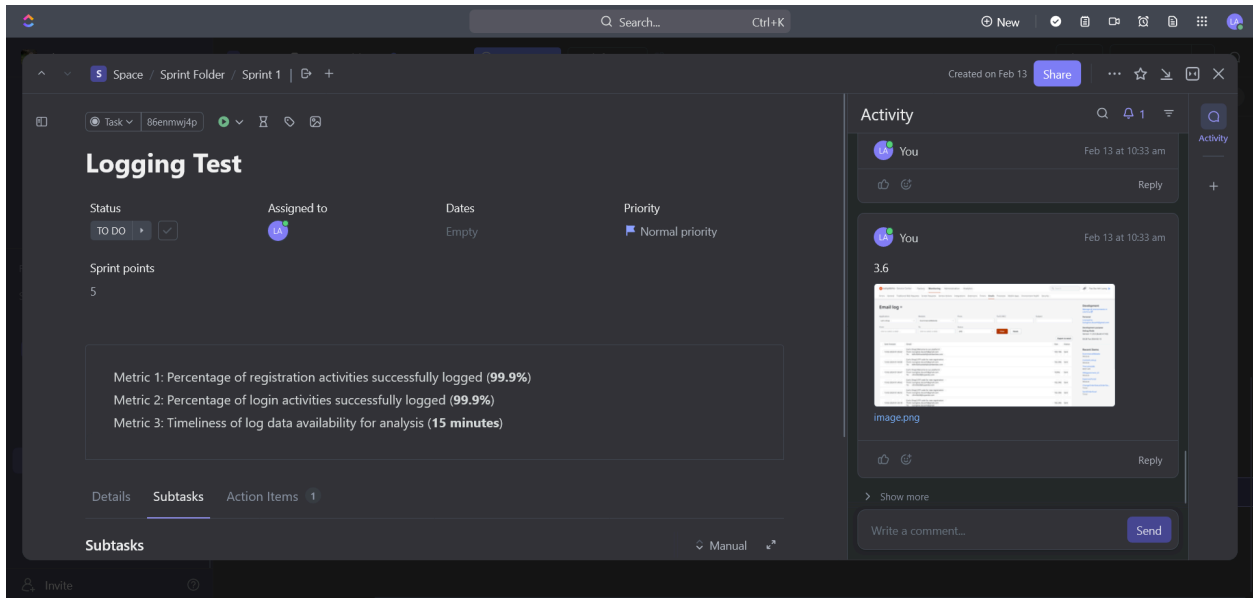 Search... Ctrl+K
New
LA
S Space / Sprint Folder / Sprint 1
Created on Feb 13
Share
Task 86enmwj4p
Logging Test
Status
Assigned to
Dates
Priority
TO DO
LA
Empty
Normal priority
Sprint points
5
Metric 1: Percentage of registration activities successfully logged (99.9%)
Metric 2: Percentage of login activities successfully logged (99.9%)
Metric 3: Timeliness of log data availability for analysis (15 minutes)
Details Subtasks Action Items 1
Subtasks
Manual
Activity
1
LA You Feb 13 at 10:33 am
Reply
LA You Feb 13 at 10:33 am
3.6
Email log
image.png
Reply
Show more
Write a comment...
Send
Activity
Invite